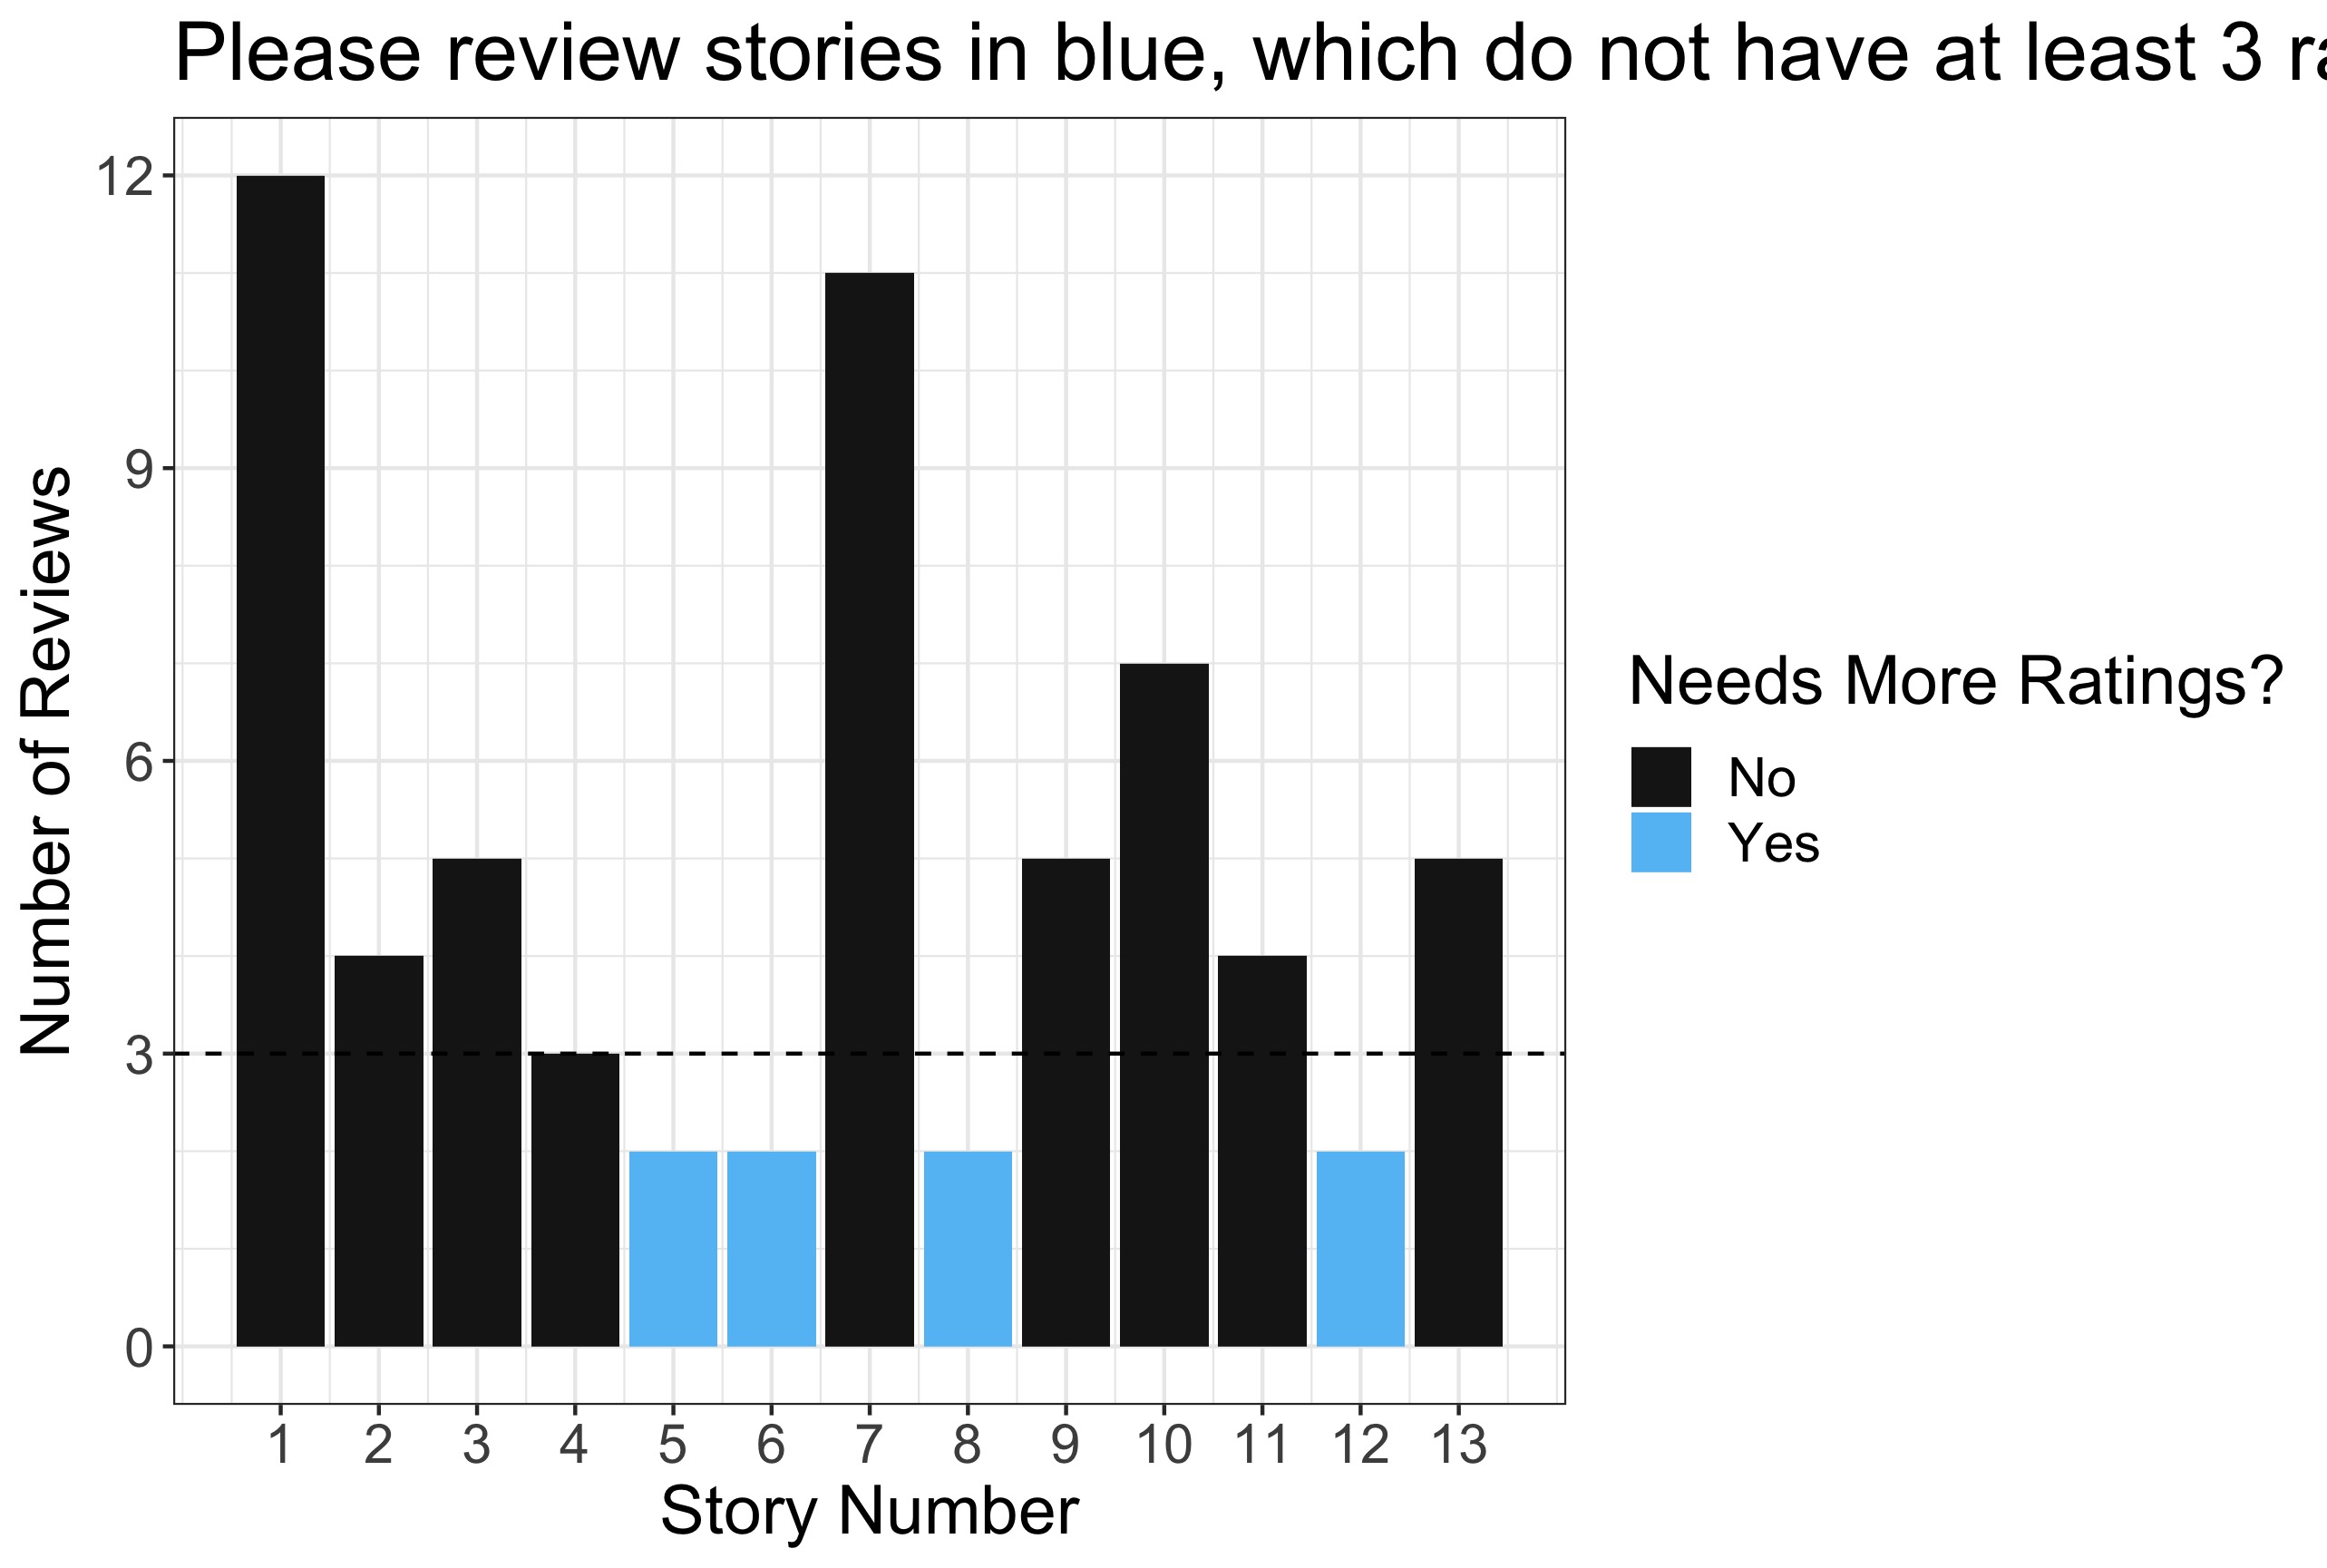 Please review stories in blue, which do not have at least 3
Number of Reviews
12
9
6
3
0
1 2 3 4 5 6 7 8 9 10 11 12 13
Story Number
Needs More Ratings?
No
Yes